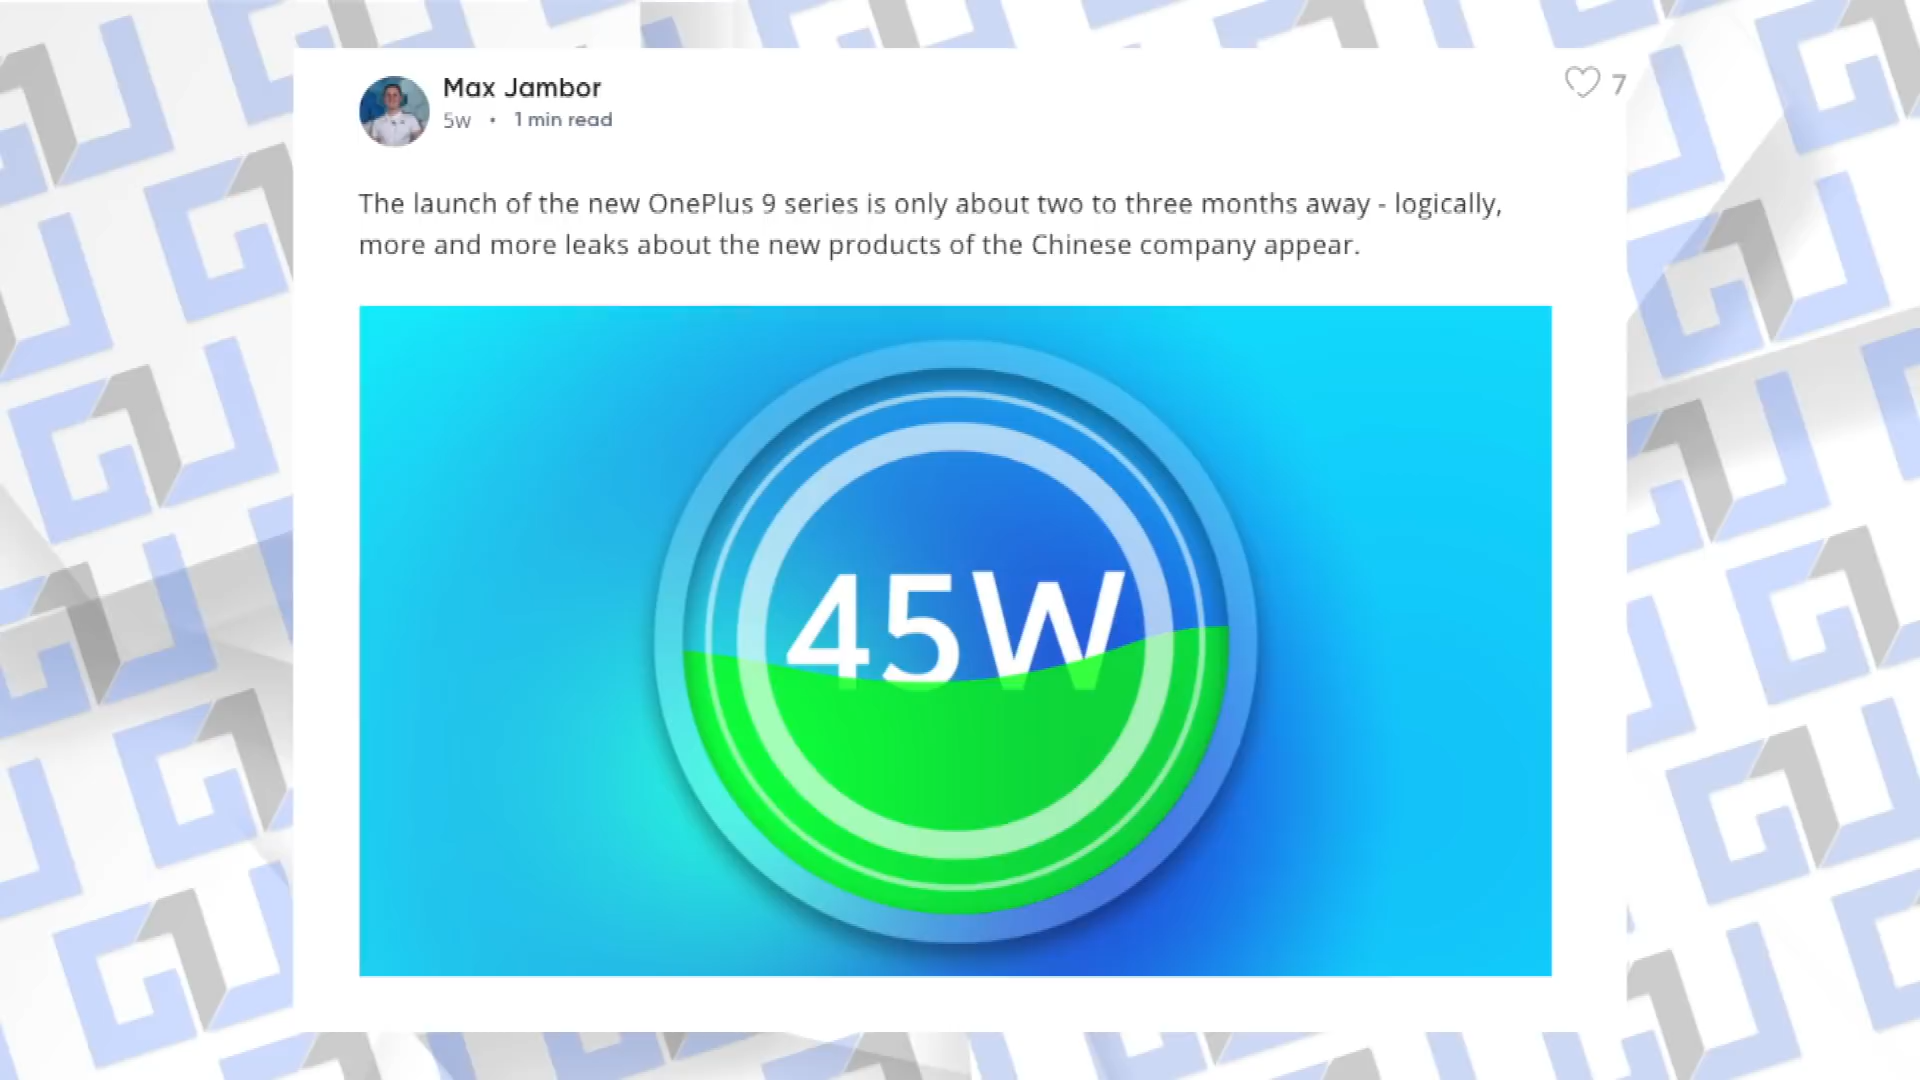 Max Jambor
5w • 1 min read
7
The launch of the new OnePlus 9 series is only about two to three months away - logically,
more and more leaks about the new products of the Chinese company appear.
45W